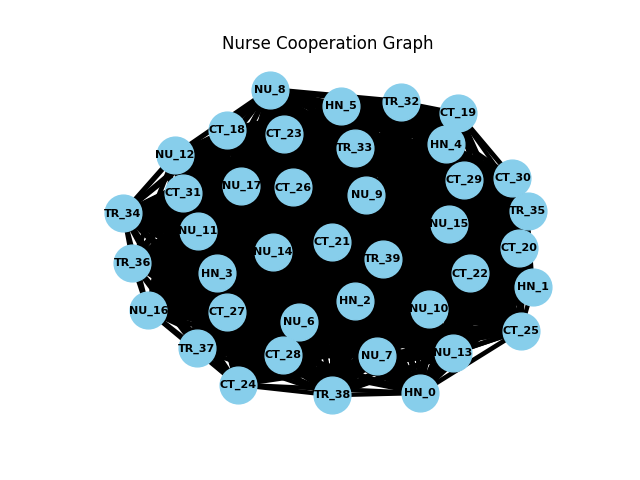 Nurse Cooperation Graph
NU_8
HN_5
TR_32
CT_19
CT_18
CT_23
TR_33
HN_4
NU_12
CT_31
NU_17
CT_26
NU_9
CT_29
CT_30
TR_34
NU_11
NU_15
TR_35
NU_14
CT_21
TR_39
CT_20
TR_36
HN_3
CT_22
HN_1
NU_16
CT_27
NU_6
HN_2
NU_10
CT_25
TR_37
CT_28
NU_7
NU_13
CT_24
TR_38
HN_0